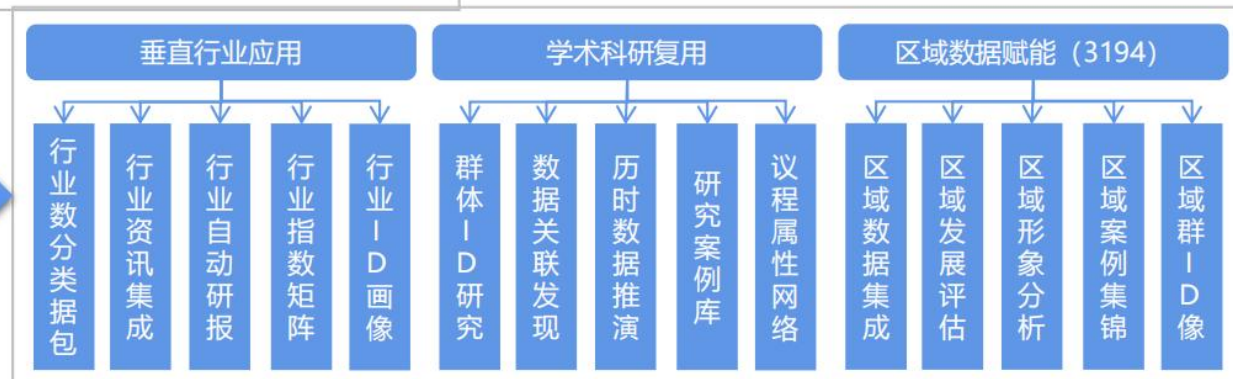 垂直行业应用
行业数分类据包
行业资讯集成
行业自动研报
行业指数矩阵
行业ID画像
学术科研复用
群体ID研究
数据关联发现
历时数据推演
研究案例库
议程属性网络
区域数据赋能（3194）
区域数据集成
区域发展评估
区域形象分析
区域案例集锦
区域群ID像